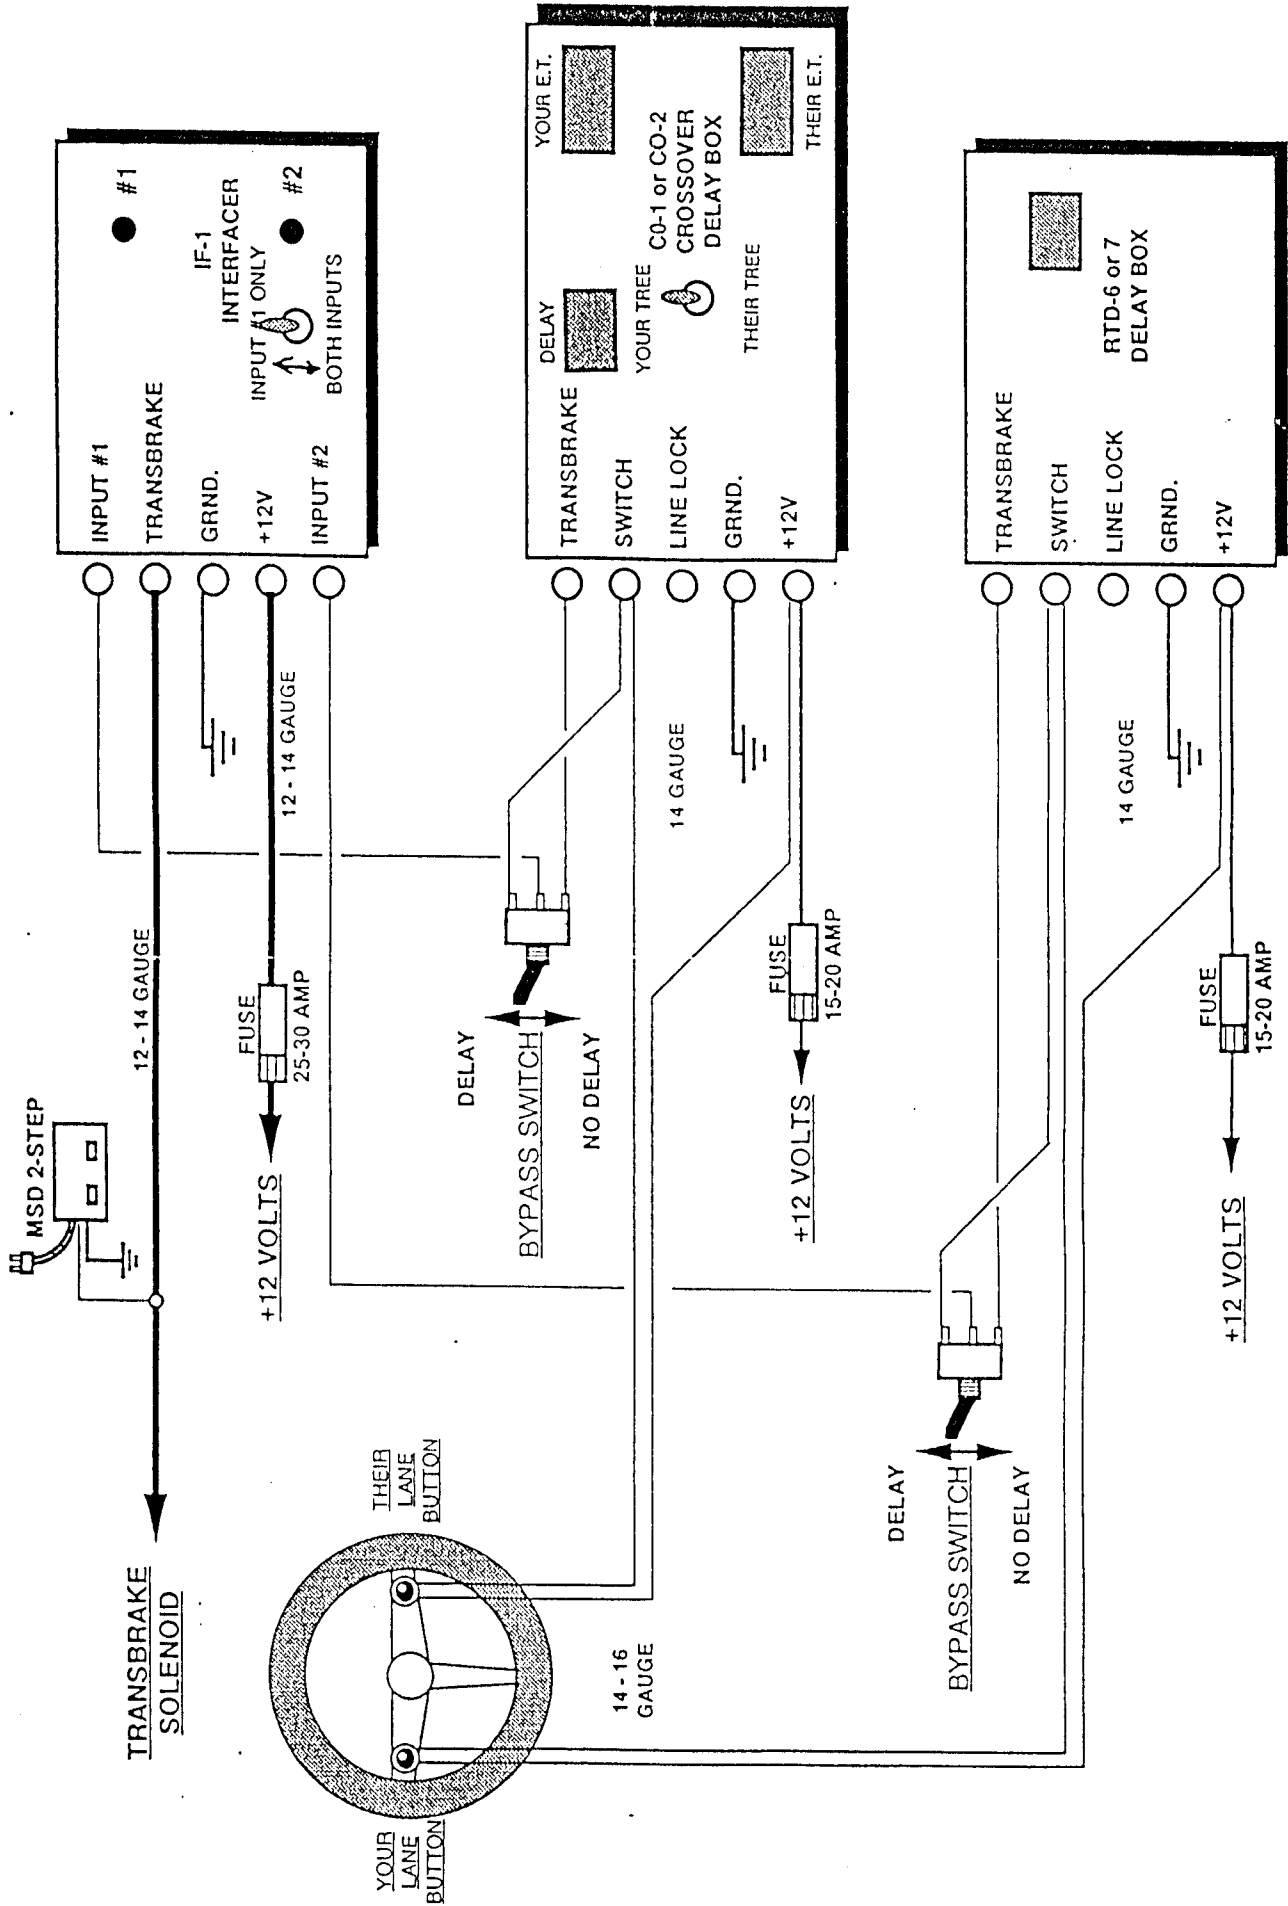 TRANSBRAKE
SOLENOID
MSD 2-STEP
12 - 14 GAUGE
INPUT #1
TRANSBRAKE
GRND.
+12V
INPUT #2
#1
IF-1
INTERFACER
INPUT #1 ONLY
#2
BOTH INPUTS
+12 VOLTS
FUSE
25-30 AMP
12 - 14 GAUGE
YOUR
LANE
BUTTON
THEIR
LANE
BUTTON
DELAY
BYPASS SWITCH
NO DELAY
TRANSBRAKE
SWITCH
LINE LOCK
GRND.
+12V
DELAY
YOUR E.T.
YOUR TREE
C0-1 or CO-2
CROSSOVER
DELAY BOX
THEIR TREE
THEIR E.T.
14 GAUGE
14 - 16
GAUGE
+12 VOLTS
FUSE
15-20 AMP
DELAY
BYPASS SWITCH
NO DELAY
TRANSBRAKE
SWITCH
LINE LOCK
GRND.
+12V
RTD-6 or 7
DELAY BOX
14 GAUGE
+12 VOLTS
FUSE
15-20 AMP